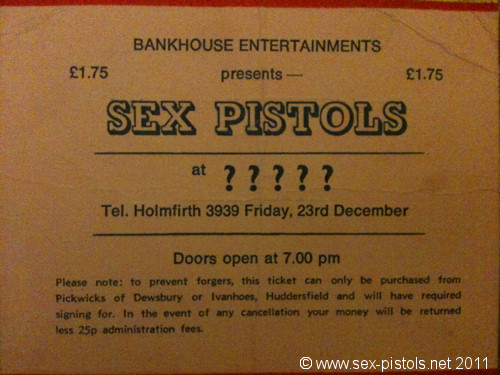 BANKHOUSE ENTERTAINMENTS
£1.75 presents — £1.75
SEX PISTOLS
at ? ? ? ? ?
Tel. Holmfirth 3939 Friday, 23rd December
Doors open at 7.00 pm
Please note: to prevent forgers, this ticket can only be purchased from
Pickwicks of Dewsbury or Ivanhoes, Huddersfield and will have required
signing for. In the event of any cancellation your money will be returned
less 25p administration fees.
© www.sex-pistols.net 2011